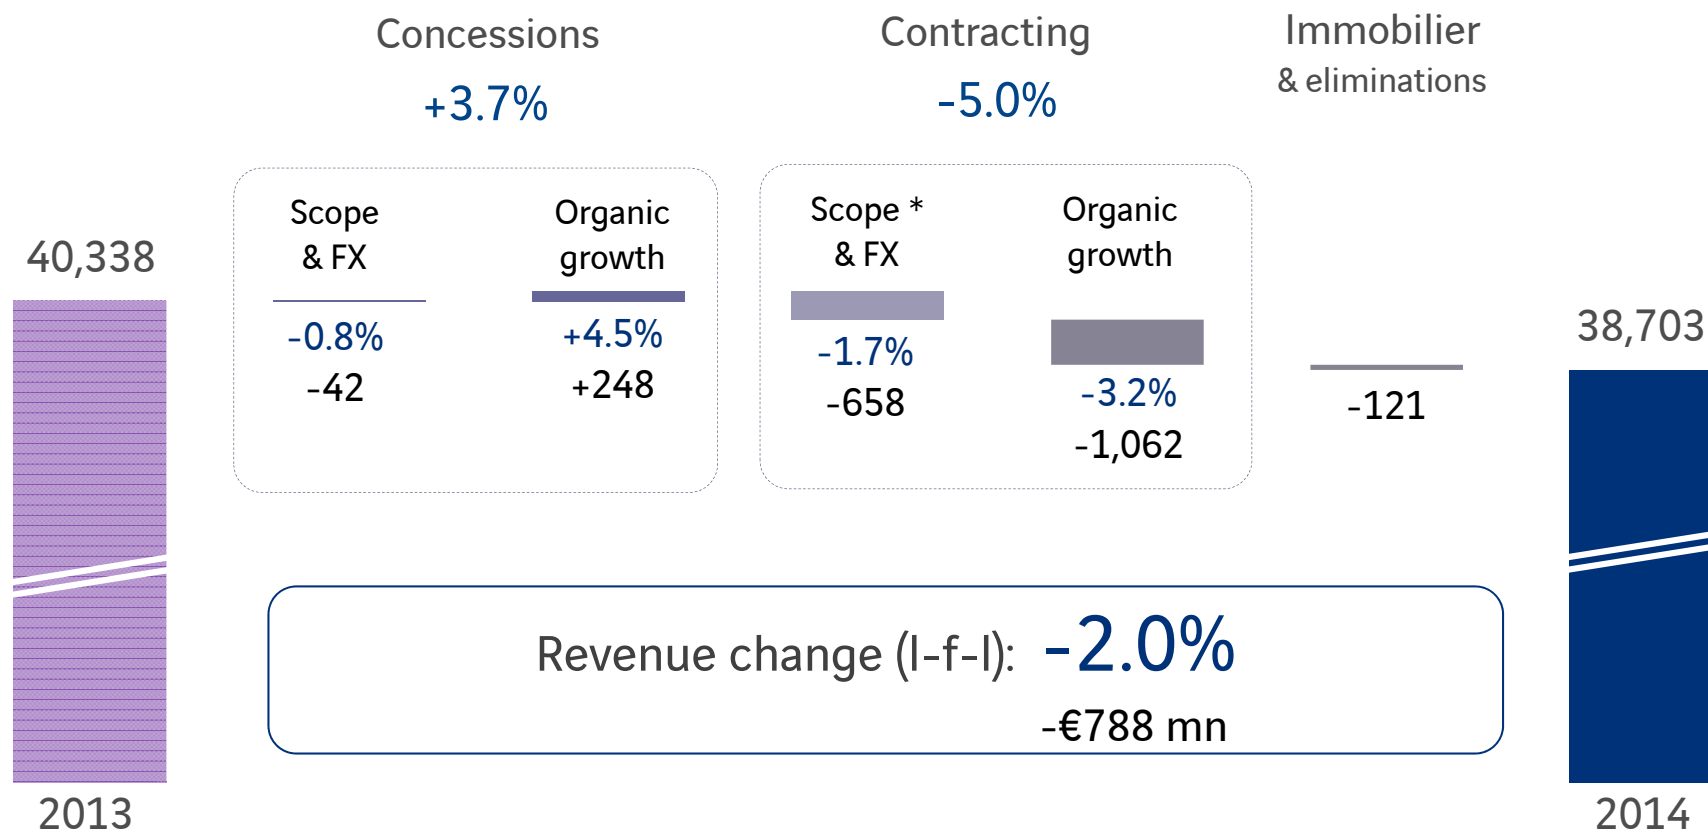 Concessions
+3.7%
Contracting
-5.0%
Immobilier
& eliminations
40,338
2013
Scope
& FX
-0.8%
-42
Organic
growth
+4.5%
+248
Scope *
& FX
-1.7%
-658
Organic
growth
-3.2%
-1,062
-121
38,703
2014
Revenue change (l-f-l): -2.0%
-€788 mn